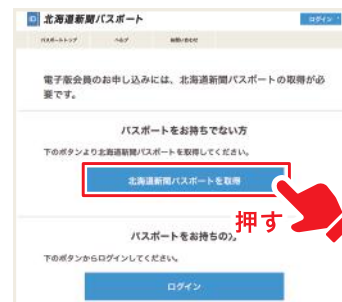 北海道新聞パスポート
ログイン
パスポートトップ
ヘルプ
お問い合わせ
電子版会員のお申し込みには、北海道新聞パスポートの取得が必
要です。
パスポートをお持ちでない方
下のボタンより北海道新聞パスポートを取得してください。
北海道新聞パスポートを取得
押す
パスポートをお持ちの
下のボタンからログインしてください。
ログイン